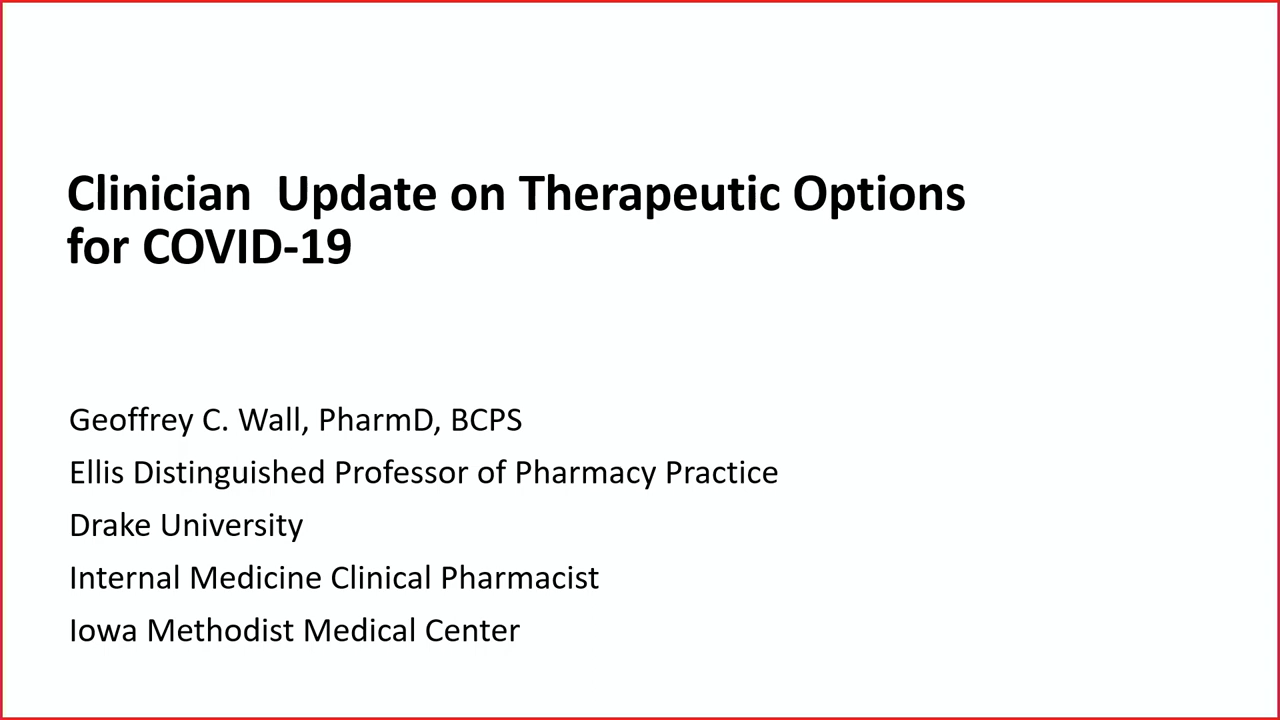 Clinician  Update on Therapeutic Options
for COVID-19
Geoffrey C. Wall, PharmD, BCPS
Ellis Distinguished Professor of Pharmacy Practice
Drake University
Internal Medicine Clinical Pharmacist
Iowa Methodist Medical Center